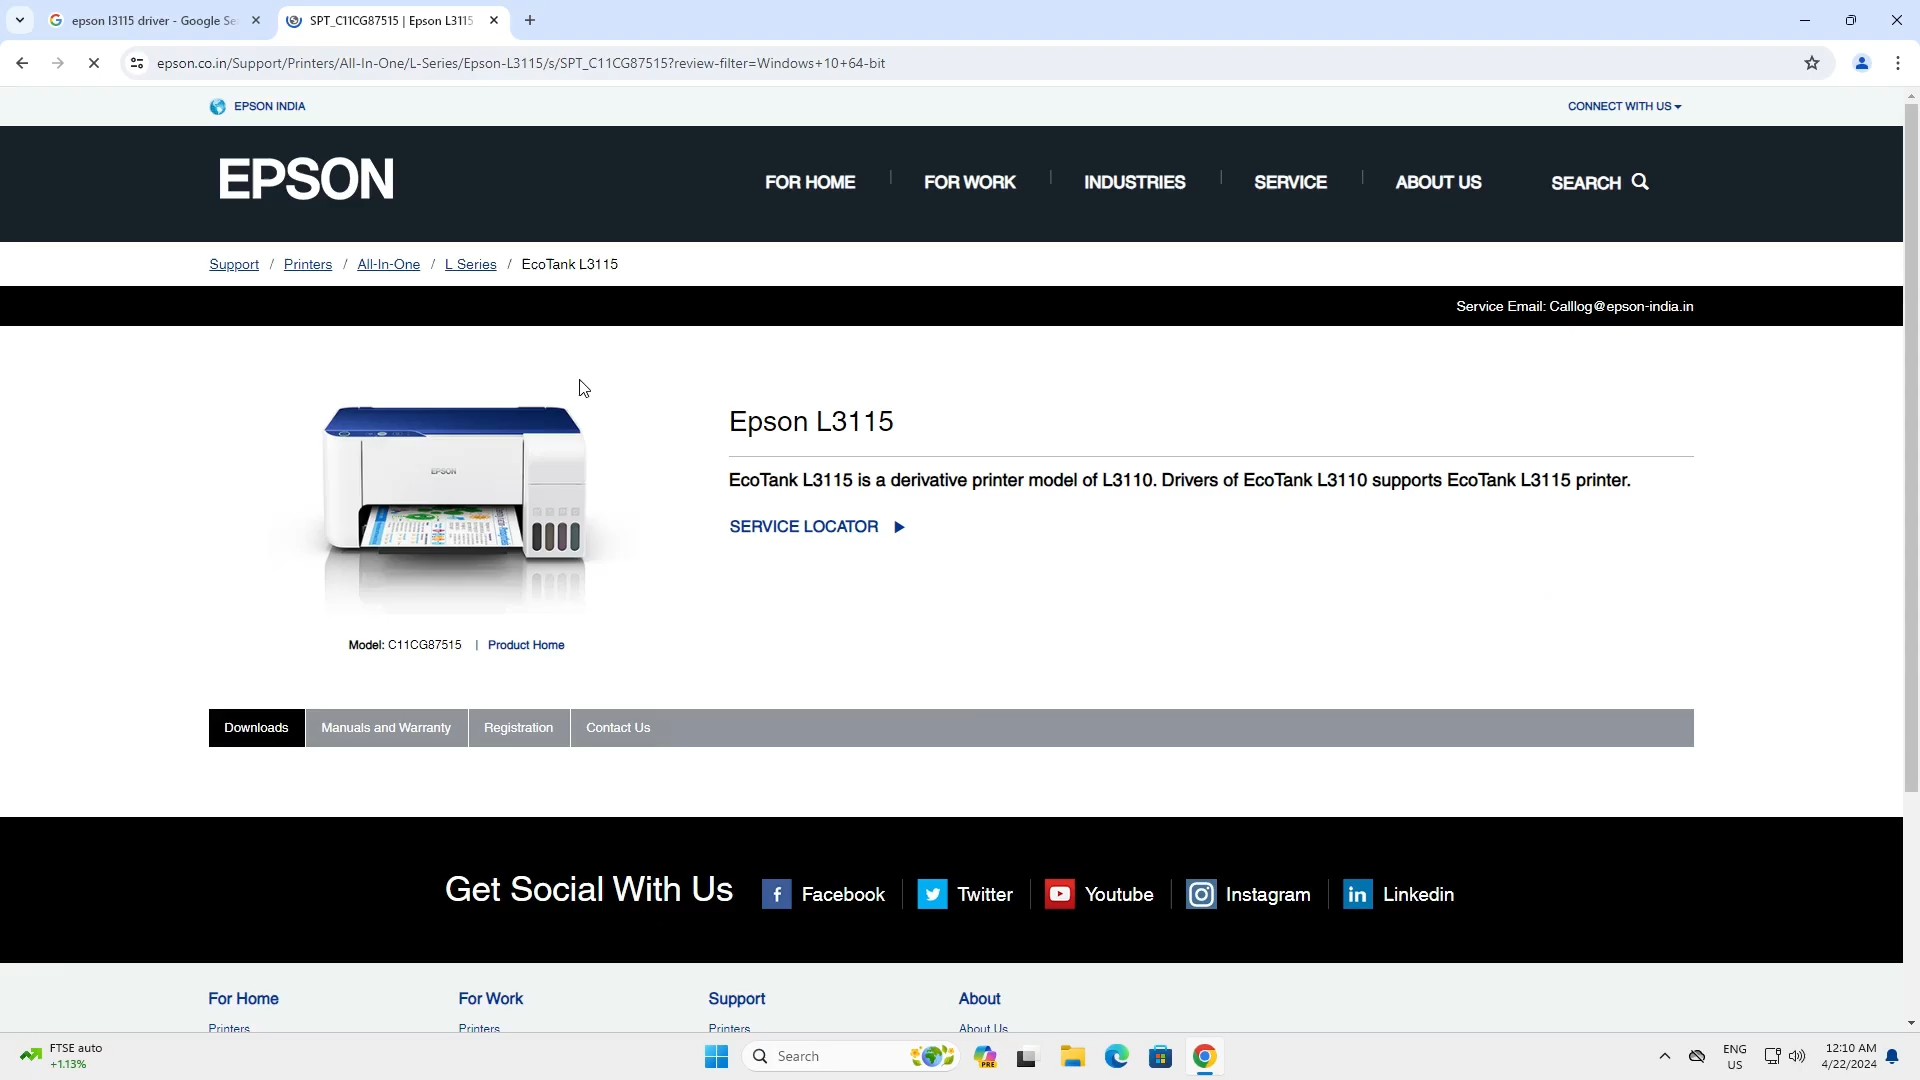 epson l3115 driver - Google Se
SPT_C11CG87515 | Epson L3115
epson.co.in/Support/Printers/All-In-One/L-Series/Epson-L3115/s/SPT_C11CG87515?review-filter=Windows+10+64-bit
EPSON INDIA
CONNECT WITH US
EPSON
FOR HOME
FOR WORK
INDUSTRIES
SERVICE
ABOUT US
SEARCH
Support / Printers / All-In-One / L Series / EcoTank L3115
Service Email: Calllog@epson-india.in
EPSON
Epson L3115
EcoTank L3115 is a derivative printer model of L3110. Drivers of EcoTank L3110 supports EcoTank L3115 printer.
SERVICE LOCATOR
Model: C11CG87515 | Product Home
Downloads
Manuals and Warranty
Registration
Contact Us
Get Social With Us
Facebook
Twitter
Youtube
Instagram
Linkedin
For Home
For Work
Support
About
Printers
Printers
Printers
About Us
FTSE auto
+1.13%
Search
PRE
ENG
US
12:10 AM
4/22/2024